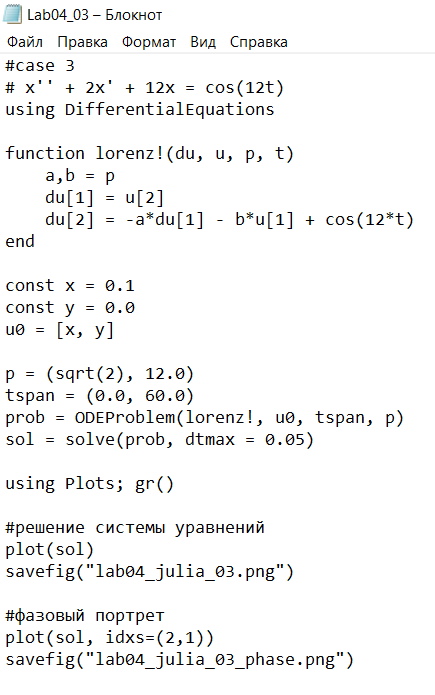 Lab04_03 – Блокнот
Файл Правка Формат Вид Справка
#case 3
# x'' + 2x' + 12x = cos(12t)
using DifferentialEquations
function lorenz!(du, u, p, t)
    a,b = p
    du[1] = u[2]
    du[2] = -a*du[1] - b*u[1] + cos(12*t)
end
const x = 0.1
const y = 0.0
u0 = [x, y]
p = (sqrt(2), 12.0)
tspan = (0.0, 60.0)
prob = ODEProblem(lorenz!, u0, tspan, p)
sol = solve(prob, dtmax = 0.05)
using Plots; gr()
#решение системы уравнений
plot(sol)
savefig("lab04_julia_03.png")
#фазовый портрет
plot(sol, idxs=(2,1))
savefig("lab04_julia_03_phase.png")